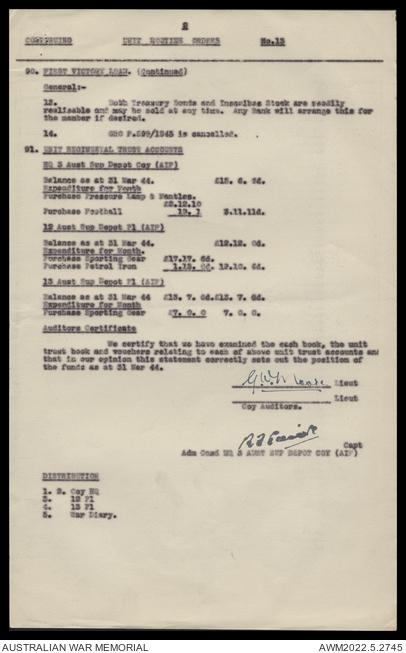 2
CONTINUING UNIT ROUTINE ORDERS No.13
90. FIRST VICTORY LOAN. (Continued)
General:-
13. Both Treasury Bonds and Inscribed Stock are readily
realisable and may be sold at any time. Any Bank will arrange this for
the member if desired.
14. GRO is cancelled.
91. UNIT REGIMENTAL TRUST ACCOUNTS
HQ 3 Aust Sup Depot Coy (AIF)
Balance as at 31 Mar 44. £15. 6. 9d.
Expenditure for Month
Purchase Pressure Lamp & Mantles.
£2.12.10
Purchase Football 19. 1 3.11.11d.
12 Aust Sup Depot Pl (AIF)
Balance as at 31 Mar 44. £12.12. 0d.
Expenditure for Month.
Purchase Sporting Gear £17.17. 6d.
Purchase Petrol Iron 1.15. 0d. 19.10. 6d.
13 Aust Sup Depot Pl (AIF)
Balance as at 31 Mar 44 £13. 7. 6d. £13. 7. 6d.
Expenditure for Month
Purchase Sporting Gear £7. 0. 0 7. 0. 0.
Auditors Certificate
We certify that we have examined the cash book, the unit
trust book and vouchers relating to each of above unit trust accounts and
that in our opinion this statement correctly sets out the position of
the funds as at 31 Mar 44.
Lieut
Lieut
Coy Auditors.
Capt
Adm Comd HQ 3 AUST SUP DEPOT COY (AIF)
DISTRIBUTION
1. 2. Coy HQ
3. 12 Pl
4. 13 Pl
5. War Diary.
AUSTRALIAN WAR MEMORIAL AWM2022.5.2745